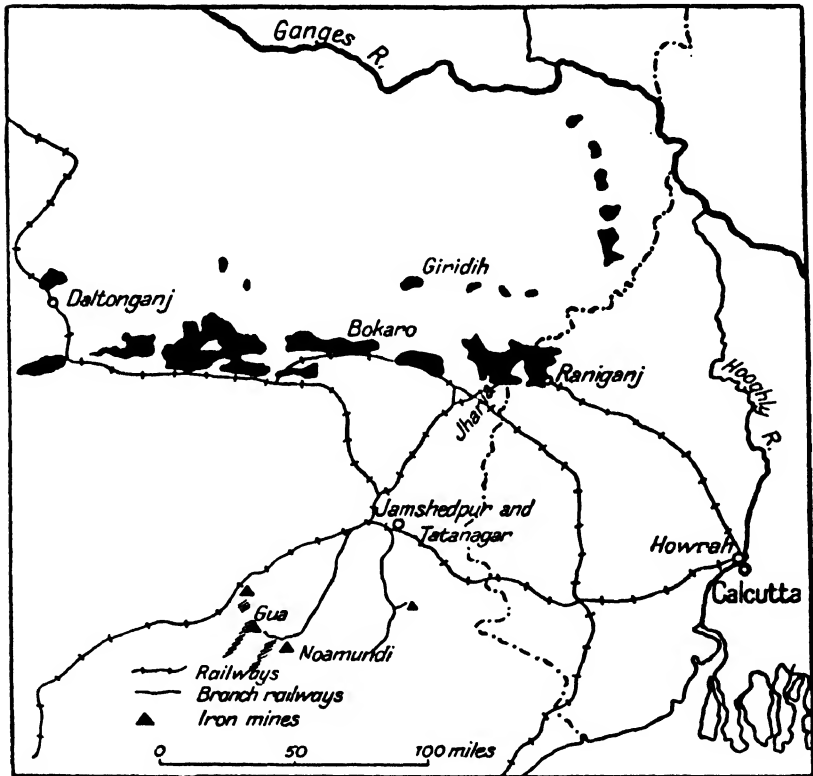 Ganges R.
Giridih
Daltonganj
Bokaro
Raniganj
Jharia
Hooghly R.
Jamshedpur and
Tatanagar
Howrah
Calcutta
Gua
Noamundi
Railways
Branch railways
Iron mines
0 50 100 miles